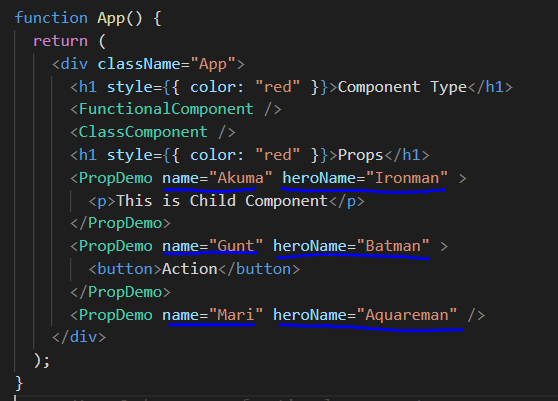 function App() {
return (
<div className="App">
<h1 style={{ color: "red" }}>Component Type</h1>
<FunctionalComponent />
<ClassComponent />
<h1 style={{ color: "red" }}>Props</h1>
<PropDemo name="Akuma" heroName="Ironman" >
<p>This is Child Component</p>
</PropDemo>
<PropDemo name="Gunt" heroName="Batman" >
<button>Action</button>
</PropDemo>
<PropDemo name="Mari" heroName="Aquareman" />
</div>
);
}